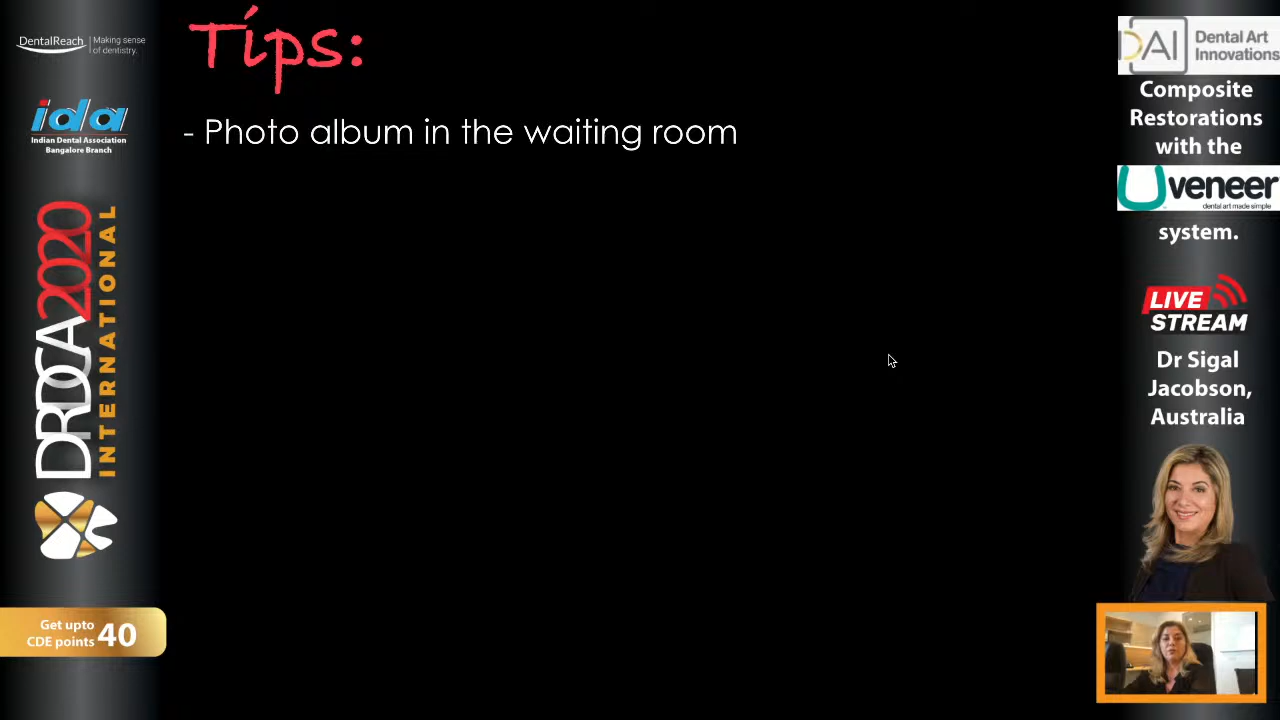 DentalReach
Making sense
of dentistry.
ida
Indian Dental Association
Bangalore Branch
DRDCA2020
INTERNATIONAL
Get upto
CDE points
40
Tips:
- Photo album in the waiting room
DAI
Dental Art
Innovations
Composite
Restorations
with the
Uveneer
dental art made simple
system.
LIVE
STREAM
Dr Sigal
Jacobson,
Australia